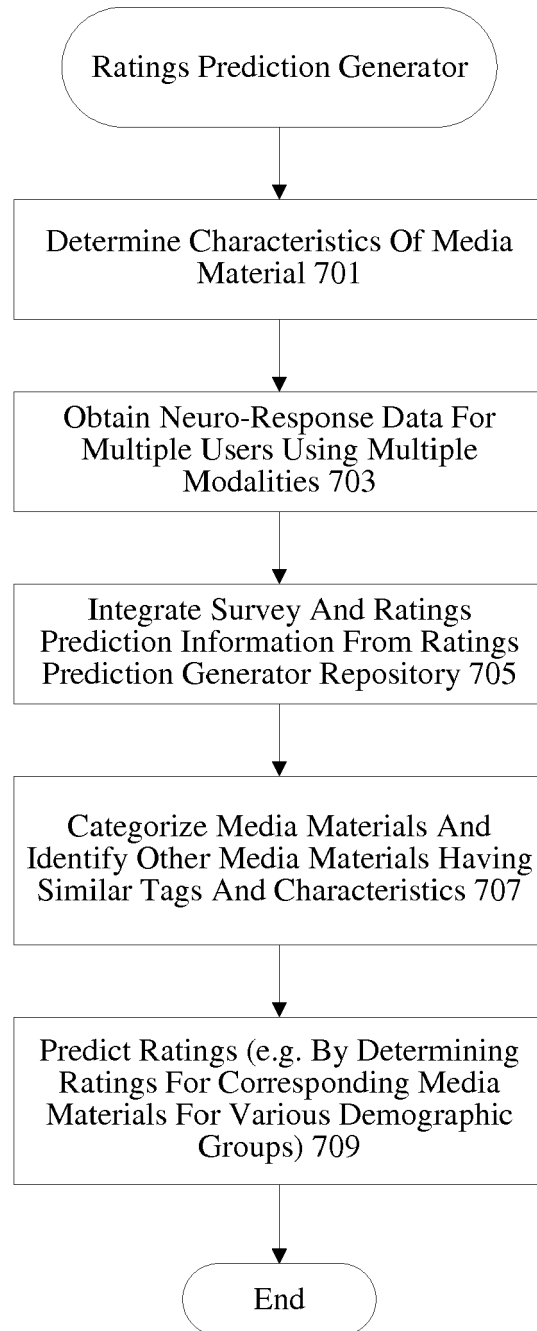 Ratings Prediction Generator
Determine Characteristics Of Media
Material 701
Obtain Neuro-Response Data For
Multiple Users Using Multiple
Modalities 703
Integrate Survey And Ratings
Prediction Information From Ratings
Prediction Generator Repository 705
Categorize Media Materials And
Identify Other Media Materials Having
Similar Tags And Characteristics 707
Predict Ratings (e.g. By Determining
Ratings For Corresponding Media
Materials For Various Demographic
Groups) 709
End